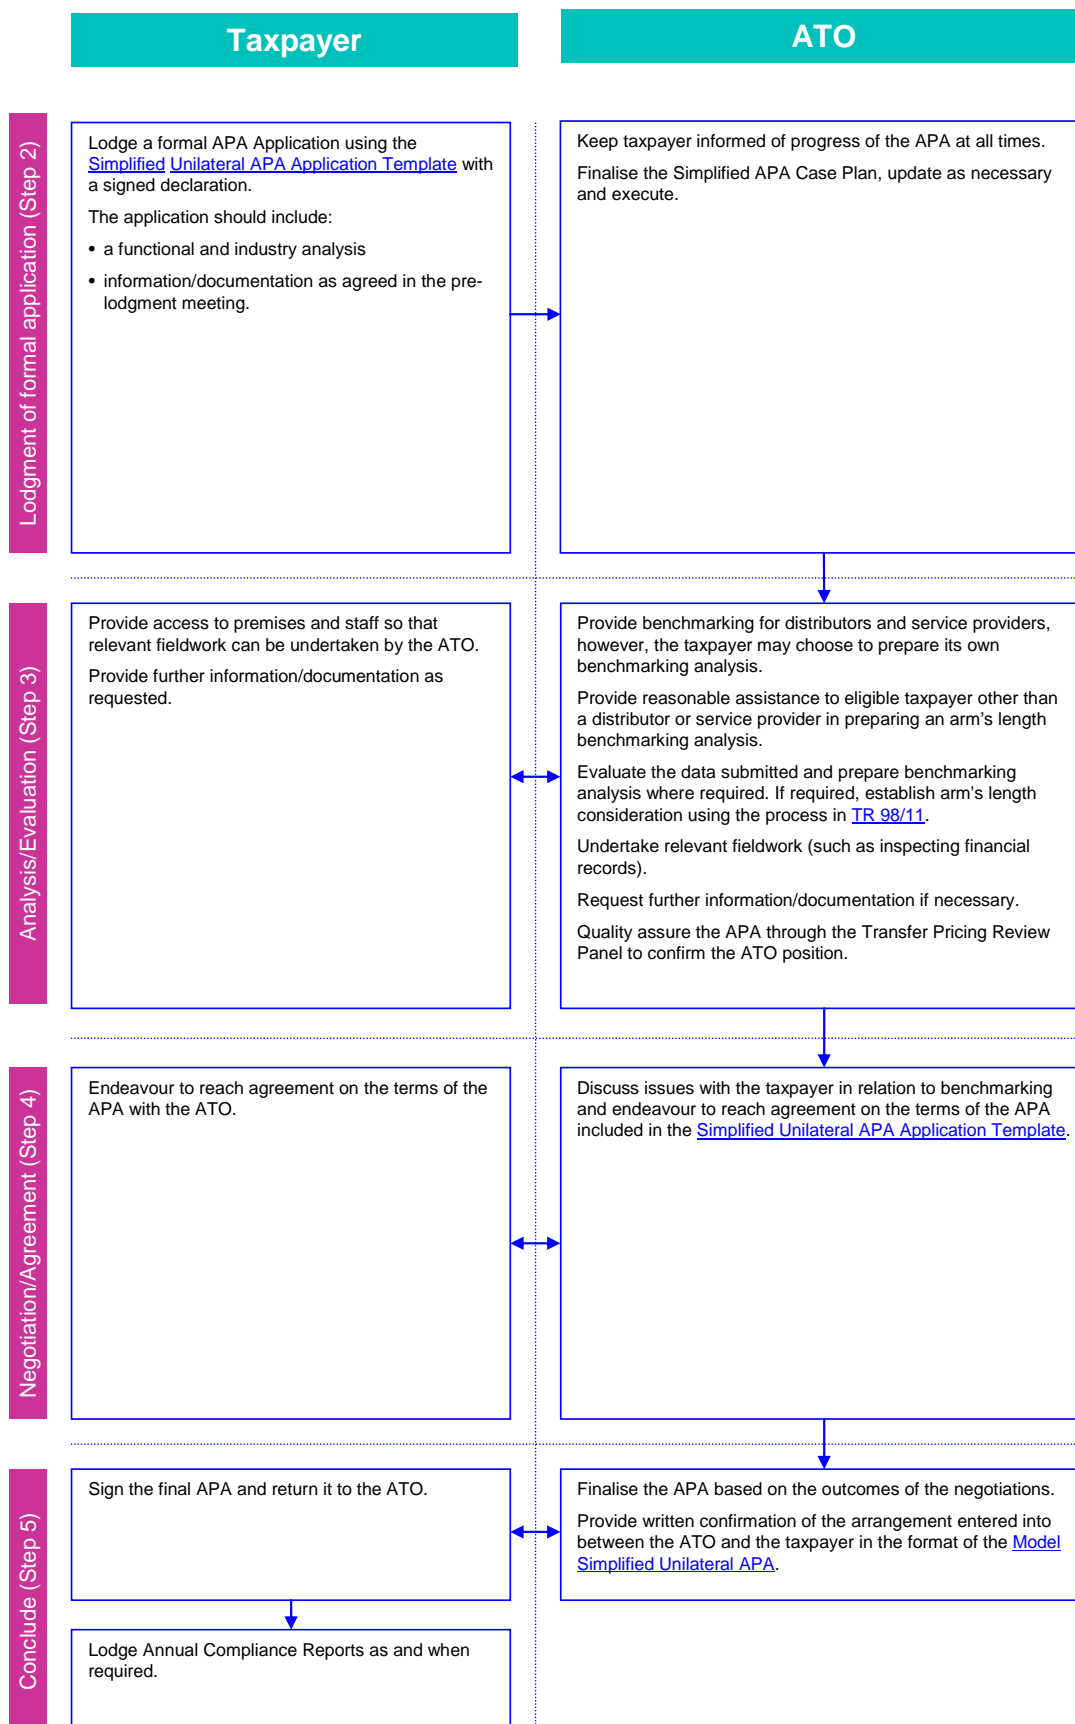 Taxpayer
ATO
Lodgment of formal application (Step 2)
Lodge a formal APA Application using the
Simplified Unilateral APA Application Template with
a signed declaration.
The application should include:
• a functional and industry analysis
• information/documentation as agreed in the pre-
lodgment meeting.
Keep taxpayer informed of progress of the APA at all times.
Finalise the Simplified APA Case Plan, update as necessary
and execute.
Analysis/Evaluation (Step 3)
Provide access to premises and staff so that
relevant fieldwork can be undertaken by the ATO.
Provide further information/documentation as
requested.
Provide benchmarking for distributors and service providers,
however, the taxpayer may choose to prepare its own
benchmarking analysis.
Provide reasonable assistance to eligible taxpayer other than
a distributor or service provider in preparing an arm's length
benchmarking analysis.
Evaluate the data submitted and prepare benchmarking
analysis where required. If required, establish arm's length
consideration using the process in TR 98/11.
Undertake relevant fieldwork (such as inspecting financial
records).
Request further information/documentation if necessary.
Quality assure the APA through the Transfer Pricing Review
Panel to confirm the ATO position.
Negotiation/Agreement (Step 4)
Endeavour to reach agreement on the terms of the
APA with the ATO.
Discuss issues with the taxpayer in relation to benchmarking
and endeavour to reach agreement on the terms of the APA
included in the Simplified Unilateral APA Application Template.
Conclude (Step 5)
Sign the final APA and return it to the ATO.
Finalise the APA based on the outcomes of the negotiations.
Provide written confirmation of the arrangement entered into
between the ATO and the taxpayer in the format of the Model
Simplified Unilateral APA.
Lodge Annual Compliance Reports as and when
required.